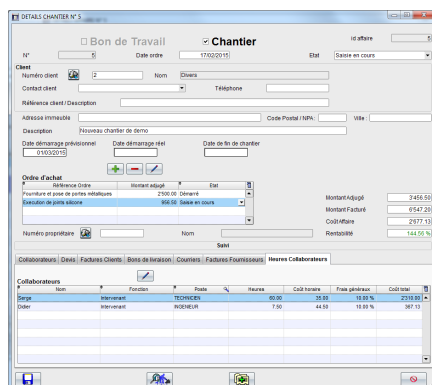 DETAILS CHANTIER N° 5
Bon de Travail Chantier Id affaire 5
N° 5 Date ordre 17/02/2015 Etat Saisie en cours
Client
Numéro client 2 Nom Divers
Contact client Téléphone
Référence client / Description
Adresse immeuble Code Postal / NPA Ville
Description Nouveau chantier de demo
Date démarrage prévisionnel Date démarrage réel Date de fin de chantier
01/03/2015
Ordre d'achat
Référence Ordre Montant adjugé Etat
Fourniture et pose de portes métalliques 2'500.00 Démarré
Execution de joints silicone 956.50 Saisie en cours
Montant Adjugé 3'456.50
Montant Facturé 6'547.20
Coût Affaire 2'677.13
Numéro propriétaire Nom Rentabilité 144.56 %
Suivi
Collaborateurs Devis Factures Clients Bons de livraison Courriers Factures Fournisseurs Heures Collaborateurs
Collaborateurs
Nom Fonction Poste Heures Coût horaire Frais généraux Coût total
Serge Intervenant TECHNICIEN 60.00 35.00 10.00 % 2'310.00
Didier Intervenant INGENIEUR 7.50 44.50 10.00 % 367.13